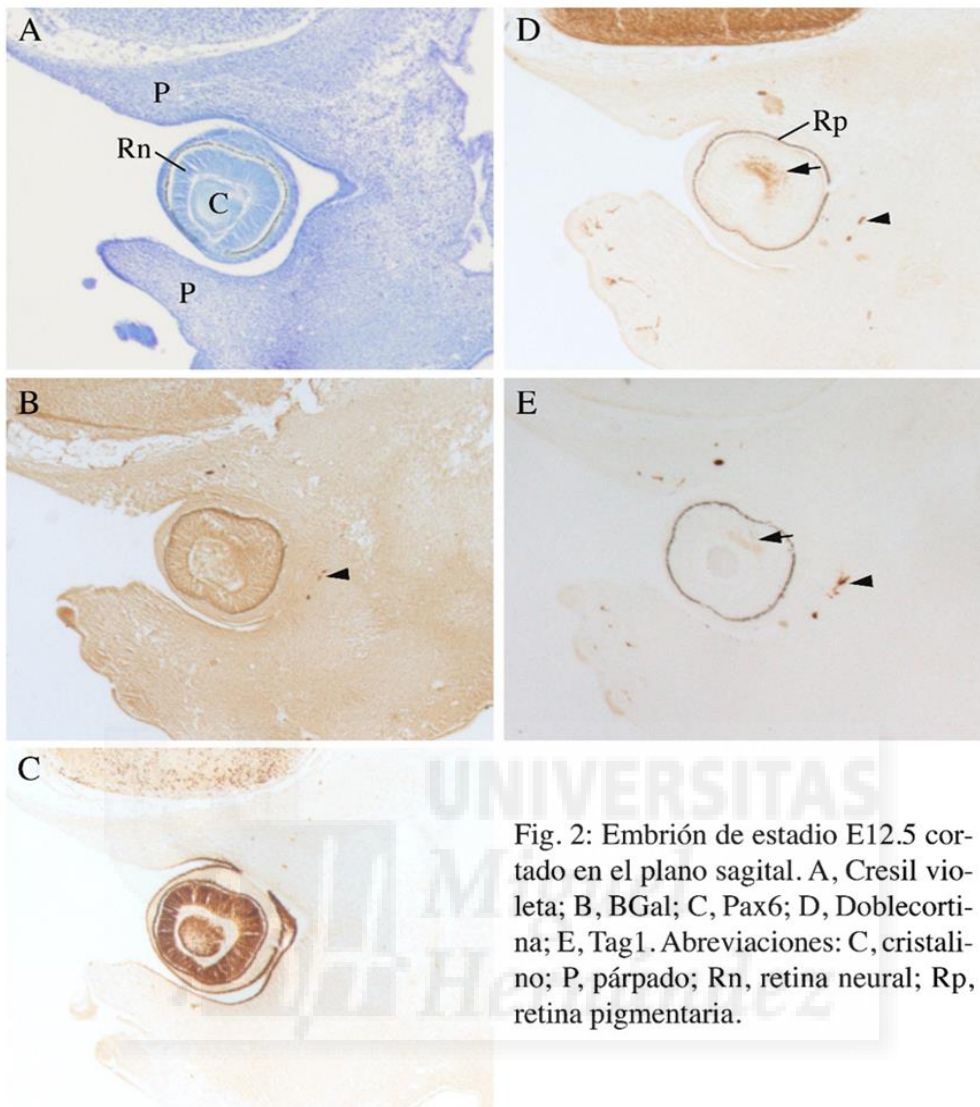 A
P
Rn
C
P
D
Rp
B
E
C
UNIVERSITAS
Miguel
Hernández
Fig. 2: Embrión de estadio E12.5 cor-
tado en el plano sagital. A, Cresil vio-
leta; B, BGal; C, Pax6; D, Doblecorti-
na; E, Tag1. Abreviaciones: C, cristali-
no; P, párpado; Rn, retina neural; Rp,
retina pigmentaria.